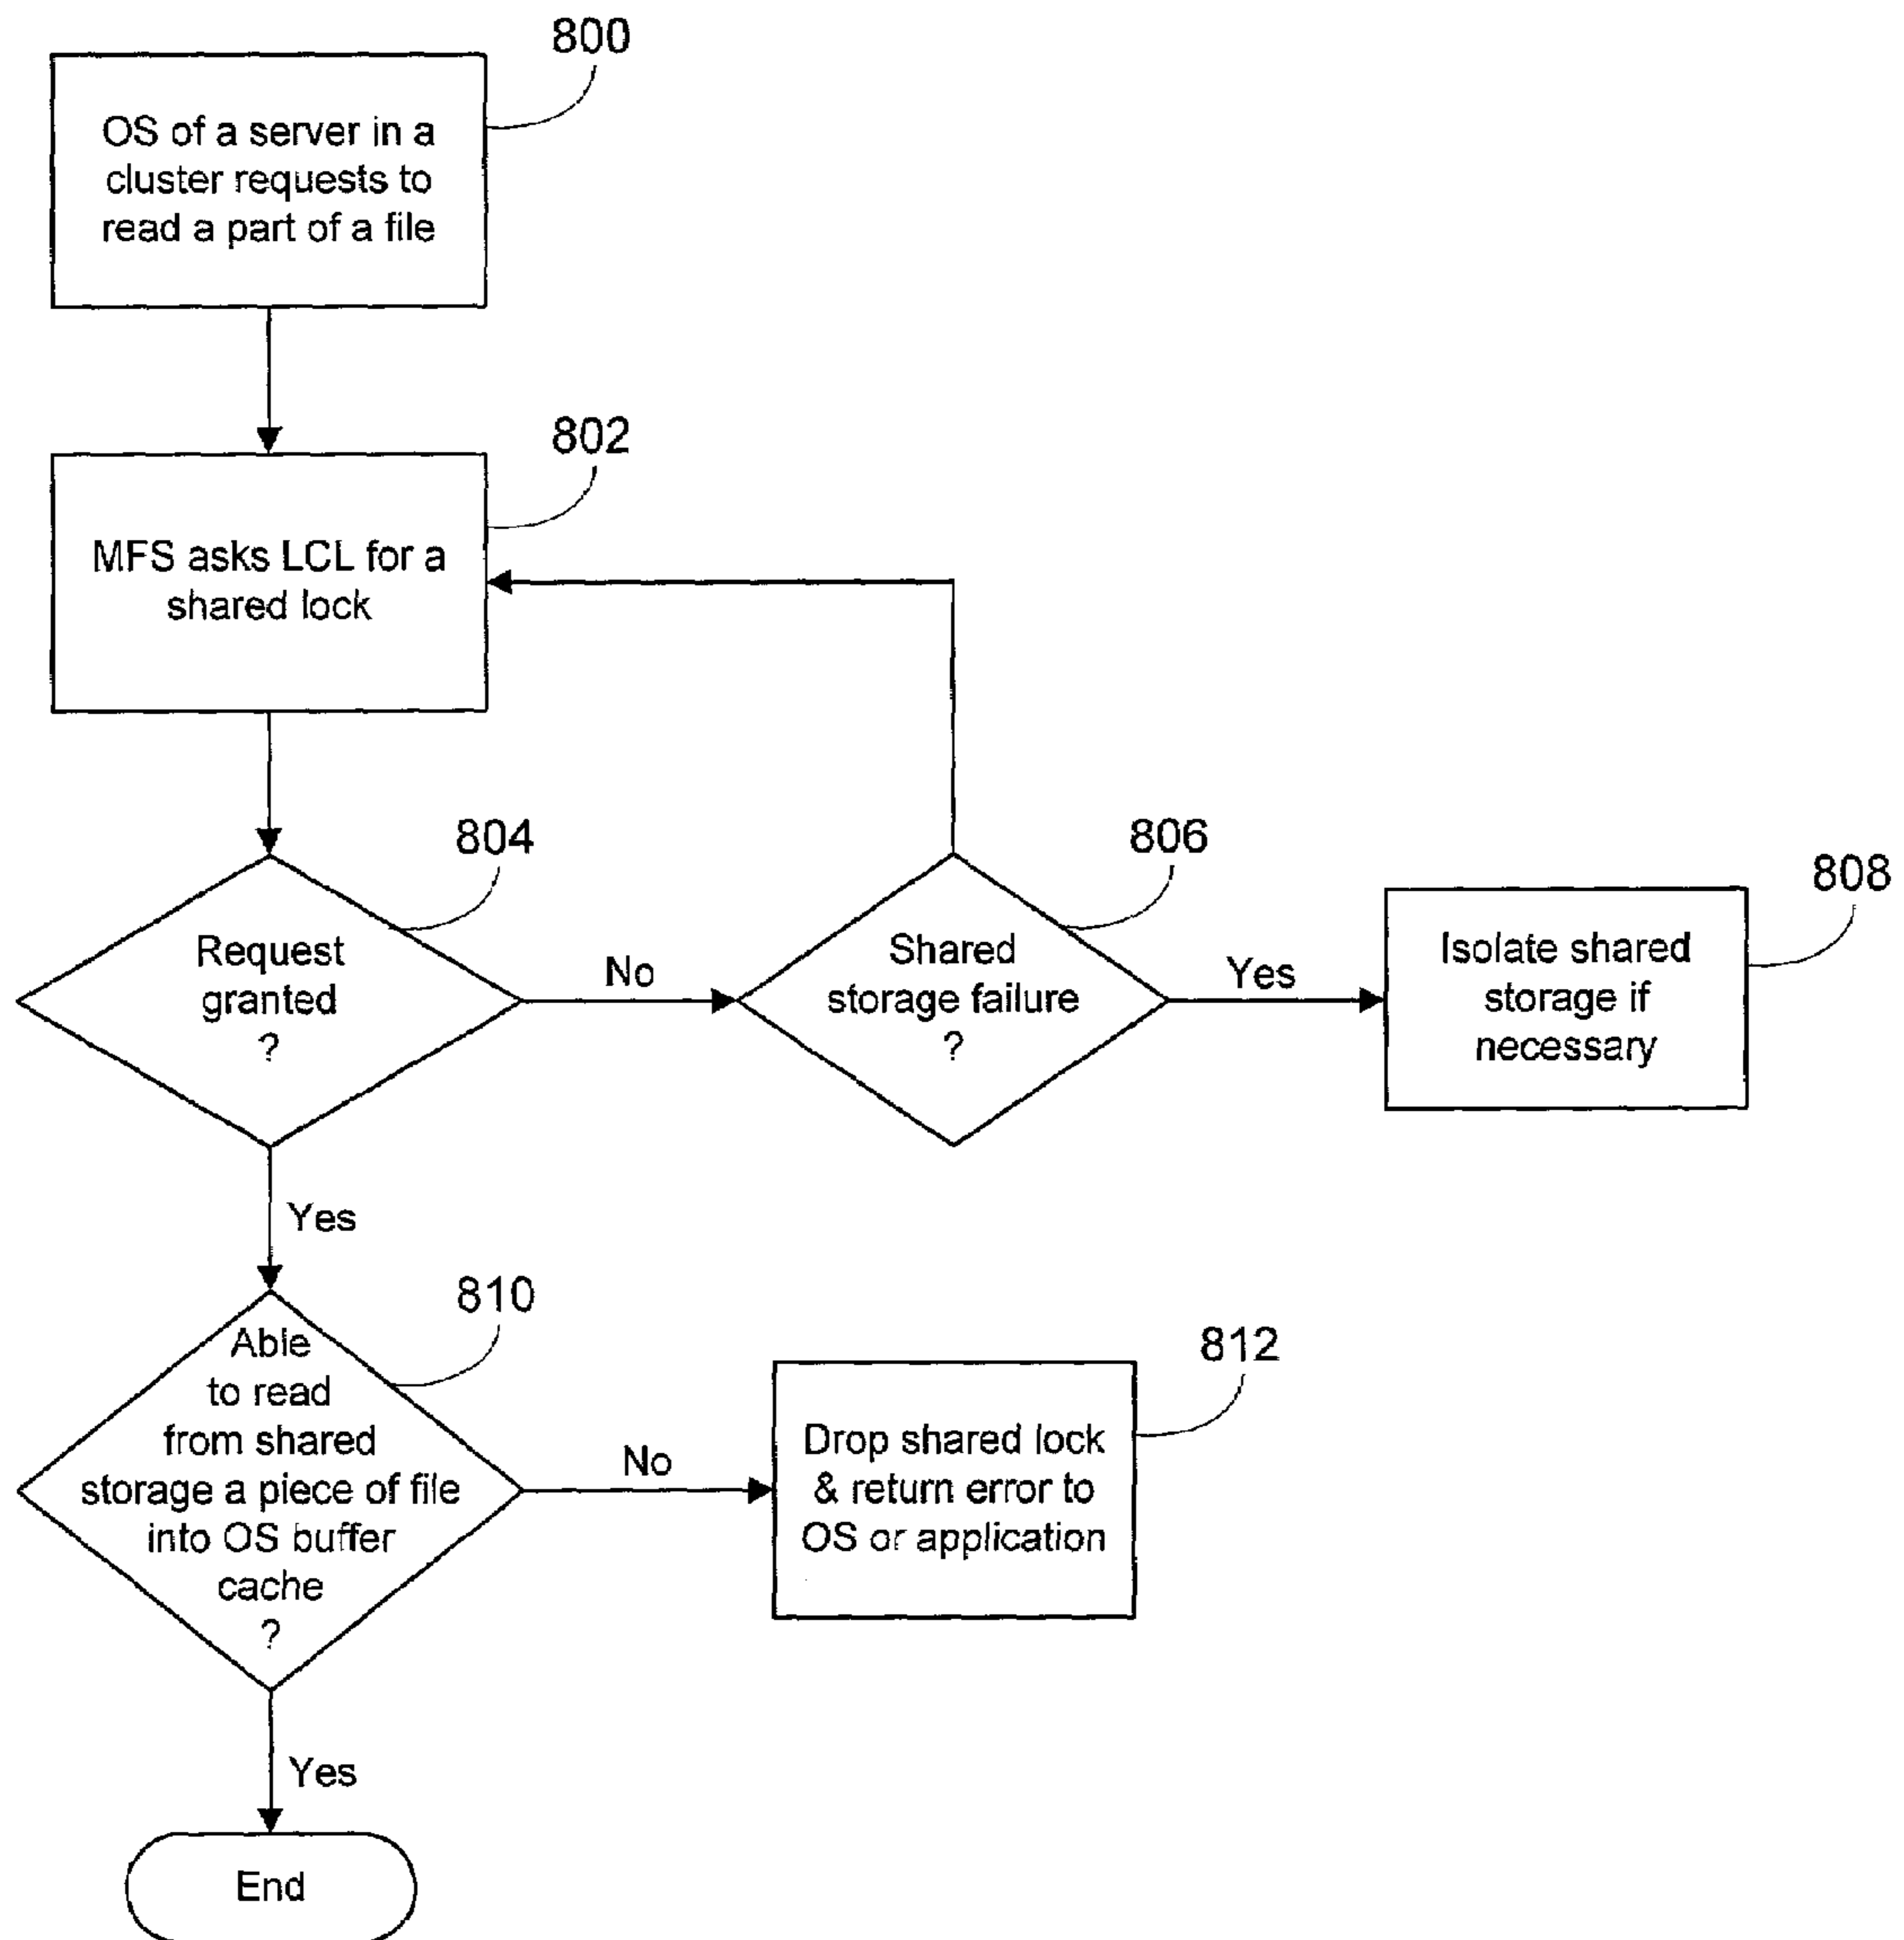 800
OS of a server in a
cluster requests to
read a part of a file
802
MFS asks LCL for a
shared lock
804
Request
granted
?
No
806
Shared
storage failure
?
Yes
808
Isolate shared
storage if
necessary
Yes
810
Able
to read
from shared
storage a piece of file
into OS buffer
cache
?
No
812
Drop shared lock
& return error to
OS or application
Yes
End